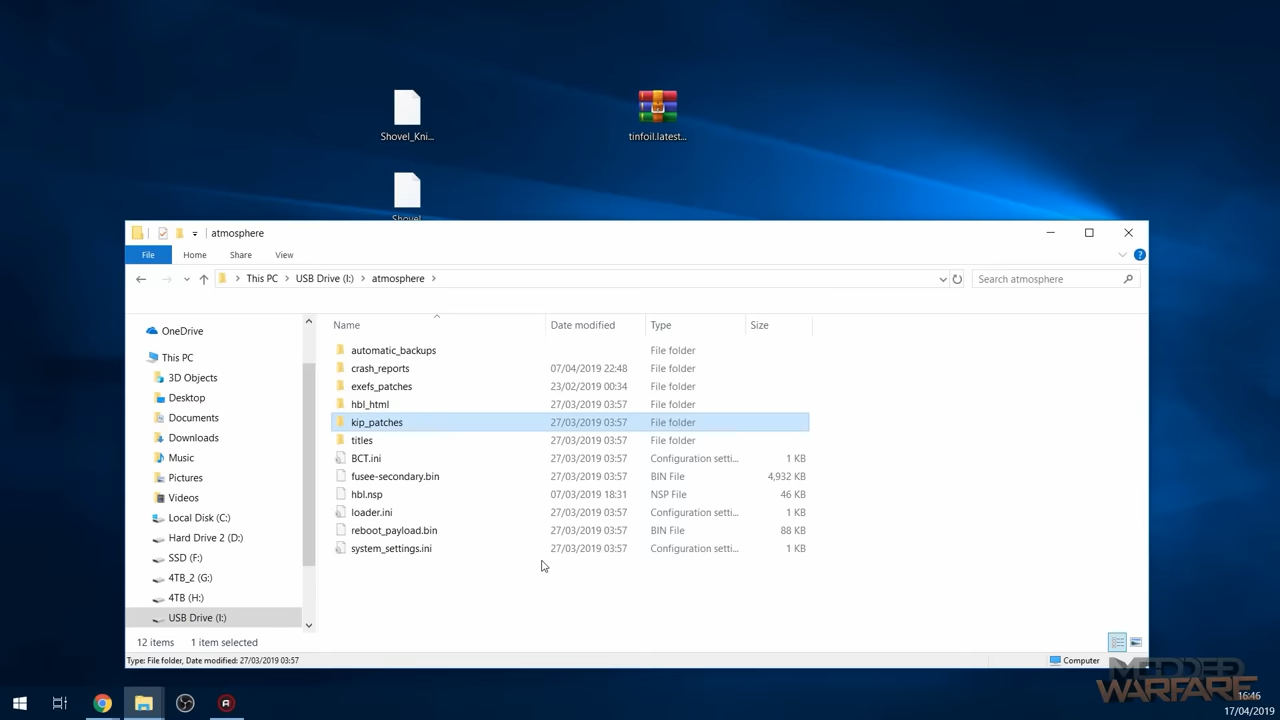 Shovel_Kni...
tinfoil.latest...
Shovel
atmosphere
File Home Share View
This PC USB Drive (I:) atmosphere
Search atmosphere
Name Date modified Type Size
OneDrive
This PC
3D Objects
Desktop
Documents
Downloads
Music
Pictures
Videos
Local Disk (C:)
Hard Drive 2 (D:)
SSD (F:)
4TB_2 (G:)
4TB (H:)
USB Drive (I:)
automatic_backups File folder
crash_reports 07/04/2019 22:48 File folder
exefs_patches 23/02/2019 00:34 File folder
hbl_html 27/03/2019 03:57 File folder
kip_patches 27/03/2019 03:57 File folder
titles 27/03/2019 03:57 File folder
BCT.ini 27/03/2019 03:57 Configuration setti... 1 KB
fusee-secondary.bin 27/03/2019 03:57 BIN File 4,932 KB
hbl.nsp 07/03/2019 18:31 NSP File 46 KB
loader.ini 27/03/2019 03:57 Configuration setti... 1 KB
reboot_payload.bin 27/03/2019 03:57 BIN File 88 KB
system_settings.ini 27/03/2019 03:57 Configuration setti... 1 KB
12 items 1 item selected
Type: File folder, Date modified: 27/03/2019 03:57
Computer
MODDED
WARFARE
16:46
17/04/2019